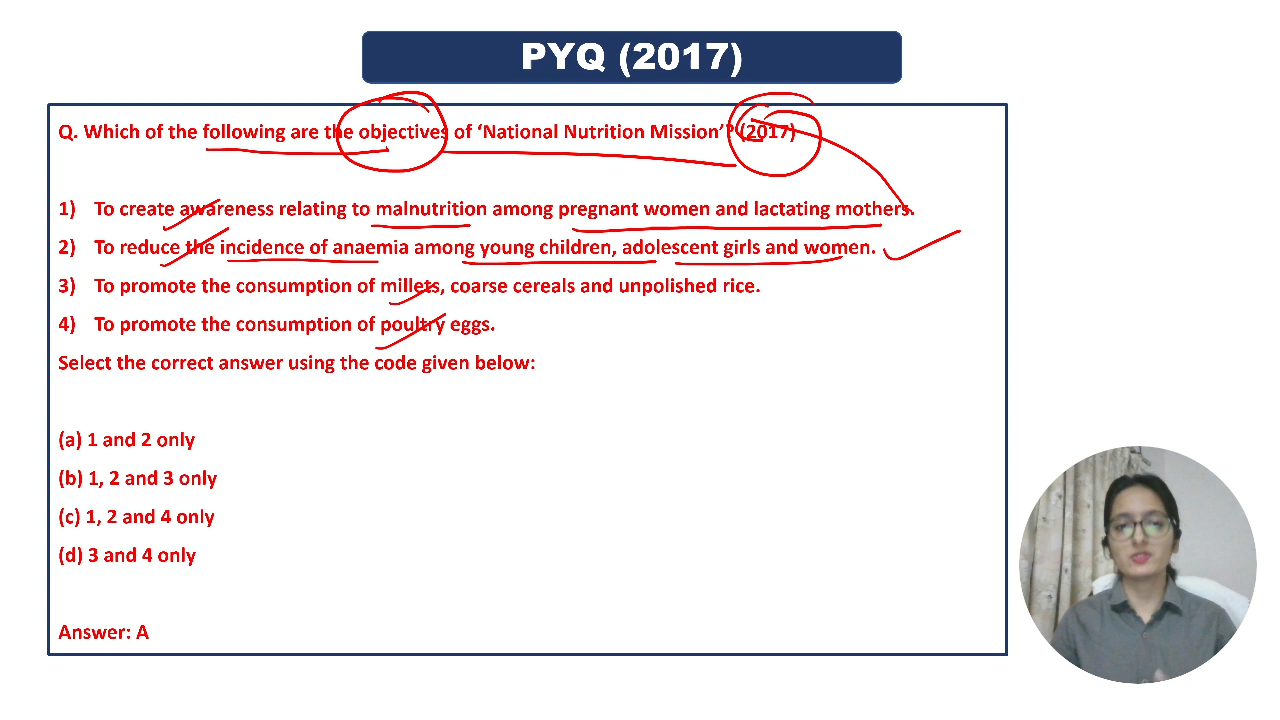 PYQ (2017)
Q. Which of the following are the objectives of ‘National Nutrition Mission’? (2017)
1) To create awareness relating to malnutrition among pregnant women and lactating mothers.
2) To reduce the incidence of anaemia among young children, adolescent girls and women.
3) To promote the consumption of millets, coarse cereals and unpolished rice.
4) To promote the consumption of poultry eggs.
Select the correct answer using the code given below:
(a) 1 and 2 only
(b) 1, 2 and 3 only
(c) 1, 2 and 4 only
(d) 3 and 4 only
Answer: A